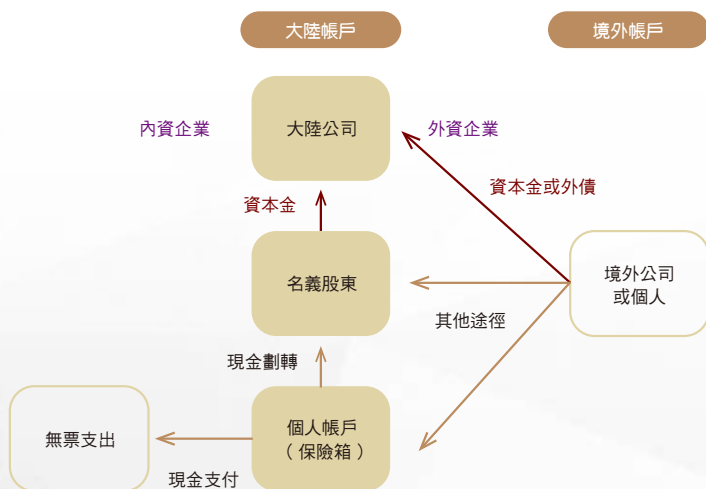 大陸帳戶
境外帳戶
內資企業
大陸公司
外資企業
資本金
資本金或外債
名義股東
境外公司
或個人
其他途徑
現金劃轉
無票支出
個人帳戶
（保險箱）
現金支付